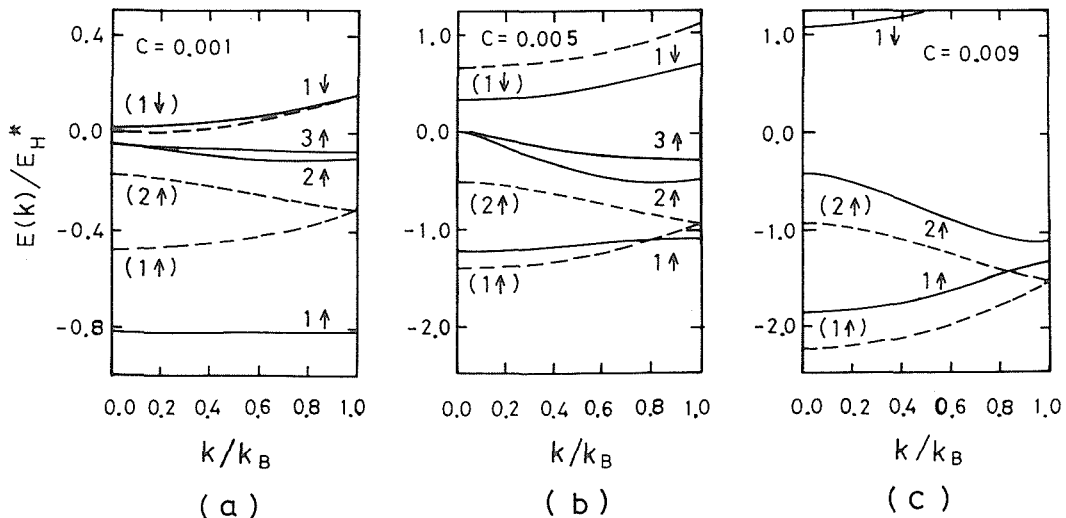 E(k)/E_H*
0.4
0.0
-0.4
-0.8
C = 0.001
1↓
(1↓)
3↑
2↑
(2↑)
(1↑)
1↑
0.0 0.2 0.4 0.6 0.8 1.0
k/k_B
(a)
1.0
0.0
-1.0
-2.0
C = 0.005
1↓
(1↓)
3↑
2↑
(2↑)
1↑
(1↑)
0.0 0.2 0.4 0.6 0.8 1.0
k/k_B
(b)
1.0
0.0
-1.0
-2.0
1↓
C = 0.009
(2↑)
2↑
1↑
(1↑)
0.0 0.2 0.4 0.6 0.8 1.0
k/k_B
(c)